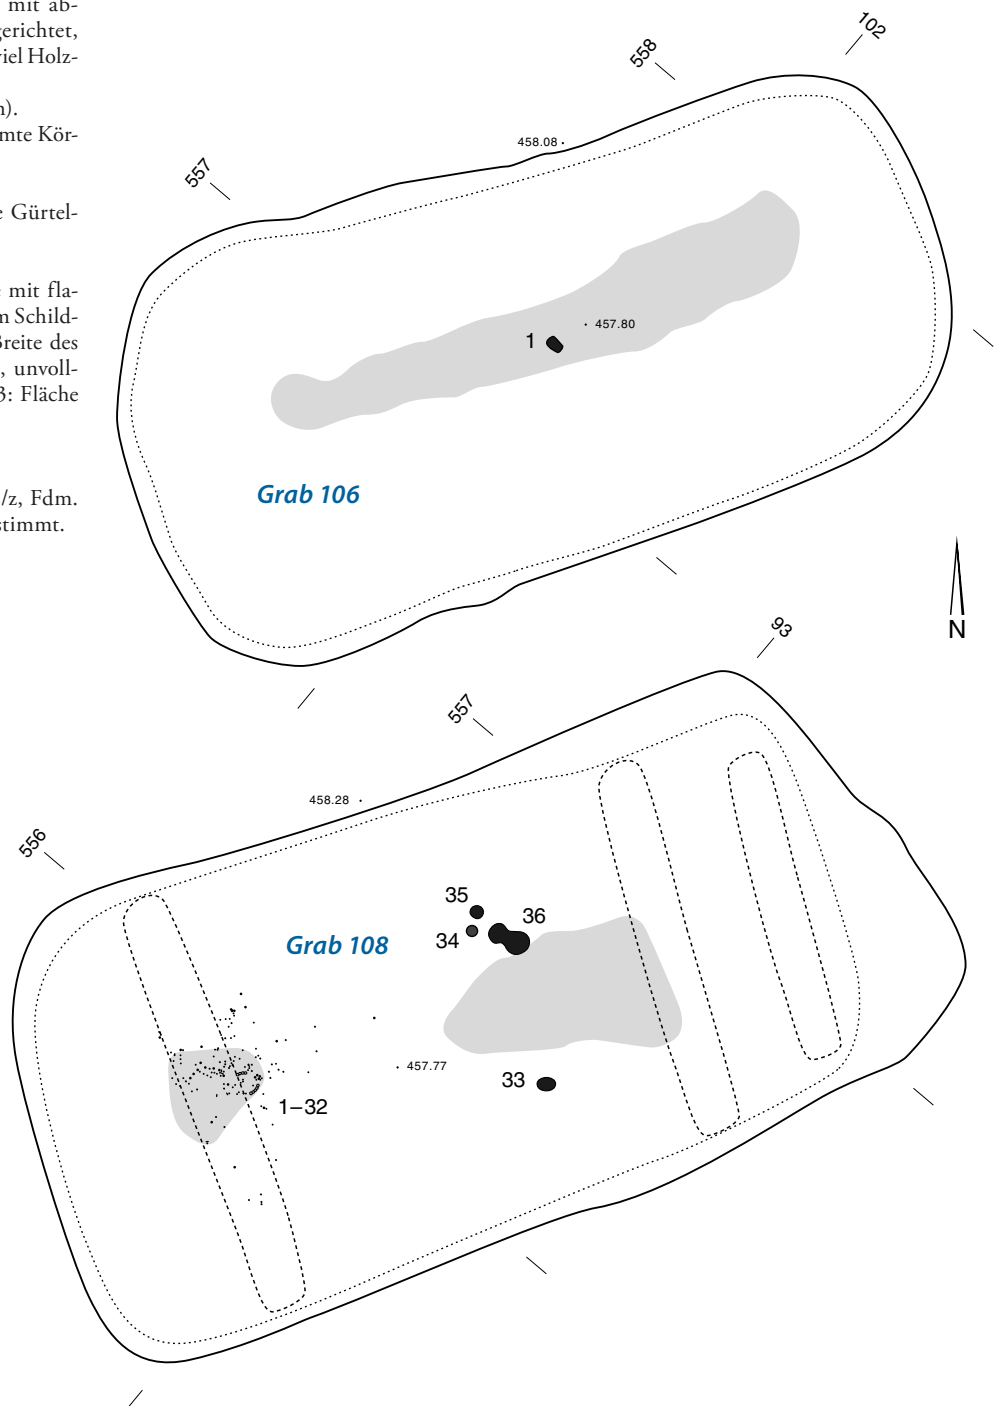 mit ab-
gerichtet,
viel Holz-
n).
mte Kör-
e Gürtel-
e mit fla-
m Schild-
Breite des
, unvoll-
3: Fläche
/z, Fdm.
stimmt.
102
558
458.08
557
457.80
1
Grab 106
N
93
557
458.28
556
35
36
34
Grab 108
457.77
33
1–32